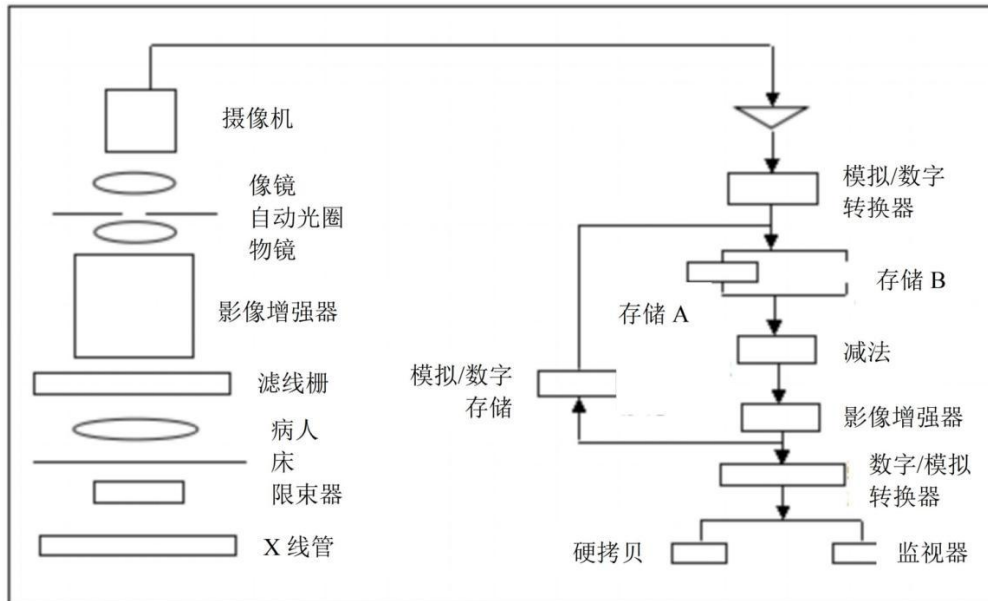 摄像机
像镜
自动光圈
物镜
影像增强器
滤线栅
病人
床
限束器
X 线管
模拟/数字
转换器
存储 B
存储 A
减法
模拟/数字
存储
影像增强器
数字/模拟
转换器
硬拷贝
监视器